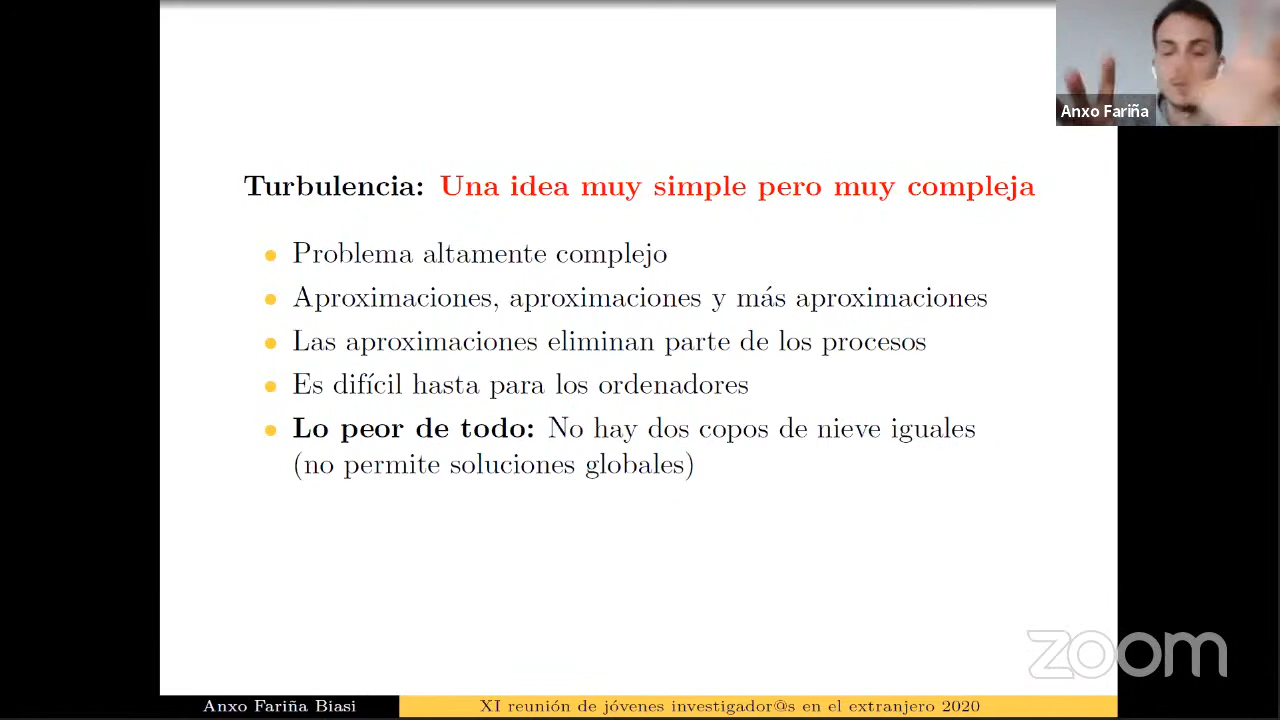 Anxo Fariña
Turbulencia: Una idea muy simple pero muy compleja
Problema altamente complejo
Aproximaciones, aproximaciones y más aproximaciones
Las aproximaciones eliminan parte de los procesos
Es difícil hasta para los ordenadores
Lo peor de todo: No hay dos copos de nieve iguales
(no permite soluciones globales)
zoom
Anxo Fariña Biasi
XI reunión de jóvenes investigador@s en el extranjero 2020